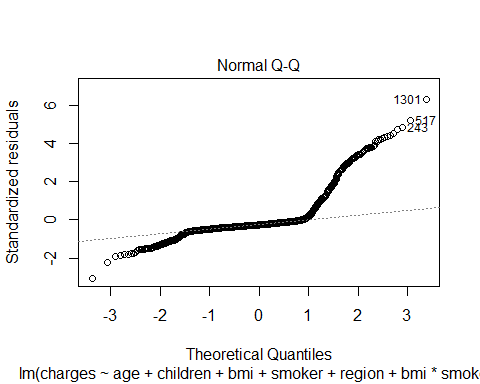 Normal Q-Q
Standardized residuals
6
4
2
0
-2
1301
517
243
-3 -2 -1 0 1 2 3
Theoretical Quantiles
lm(charges ~ age + children + bmi + smoker + region + bmi * smoke